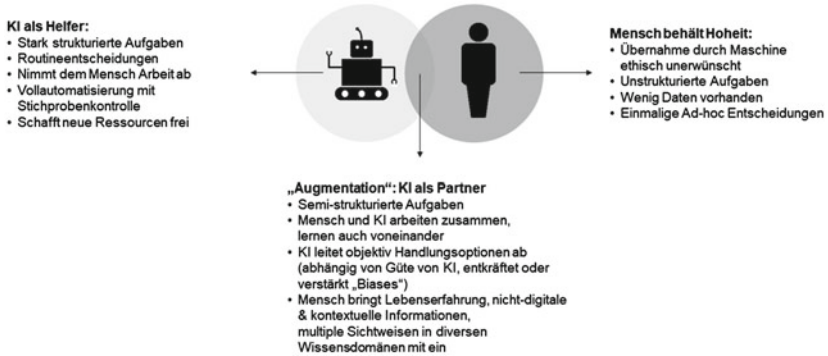 KI als Helfer:
• Stark strukturierte Aufgaben
• Routineentscheidungen
• Nimmt dem Mensch Arbeit ab
• Vollautomatisierung mit
Stichprobenkontrolle
• Schafft neue Ressourcen frei
Mensch behält Hoheit:
• Übernahme durch Maschine
ethisch unerwünscht
• Unstrukturierte Aufgaben
• Wenig Daten vorhanden
• Einmalige Ad-hoc Entscheidungen
„Augmentation“: KI als Partner
• Semi-strukturierte Aufgaben
• Mensch und KI arbeiten zusammen,
lernen auch voneinander
• KI leitet objektiv Handlungsoptionen ab
(abhängig von Güte von KI, entkräftet oder
verstärkt „Biases“)
• Mensch bringt Lebenserfahrung, nicht-digitale
& kontextuelle Informationen,
multiple Sichtweisen in diversen
Wissensdomänen mit ein